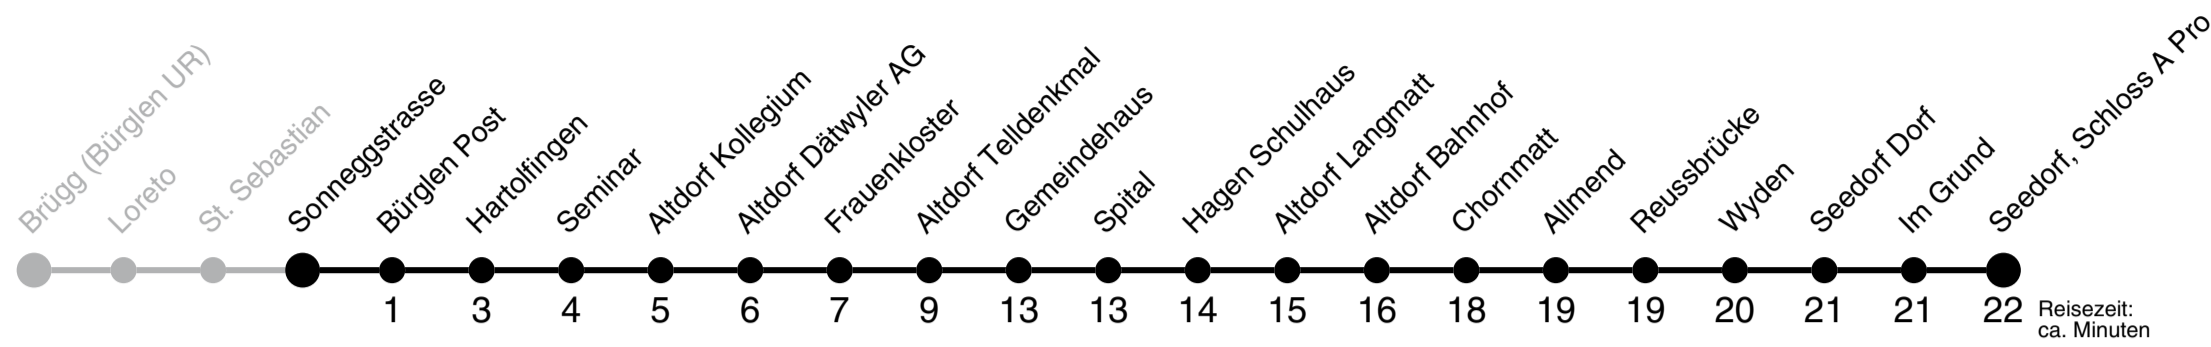 Brügg (Bürglen UR)
Loreto
St. Sebastian
Sonneggstrasse
Bürglen Post
Hartolfingen
Seminar
Altdorf Kollegium
Altdorf Dätwyler AG
Frauenkloster
Altdorf Telldenkmal
Gemeindehaus
Spital
Hagen Schulhaus
Altdorf Langmatt
Altdorf Bahnhof
Chornmatt
Allmend
Reussbrücke
Wyden
Seedorf Dorf
Im Grund
Seedorf, Schloss A Pro
1 3 4 5 6 7 9 13 13 14 15 16 18 19 19 20 21 21 22
Reisezeit:
ca. Minuten